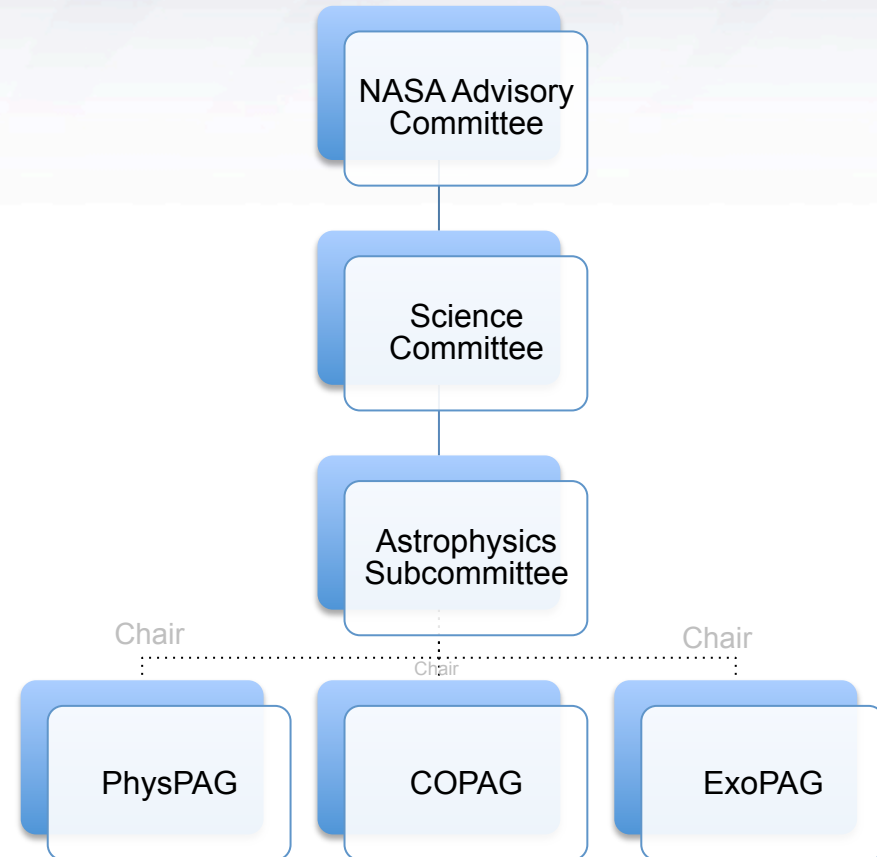 NASA Advisory
Committee
Science
Committee
Astrophysics
Subcommittee
Chair
Chair
Chair
PhysPAG
COPAG
ExoPAG